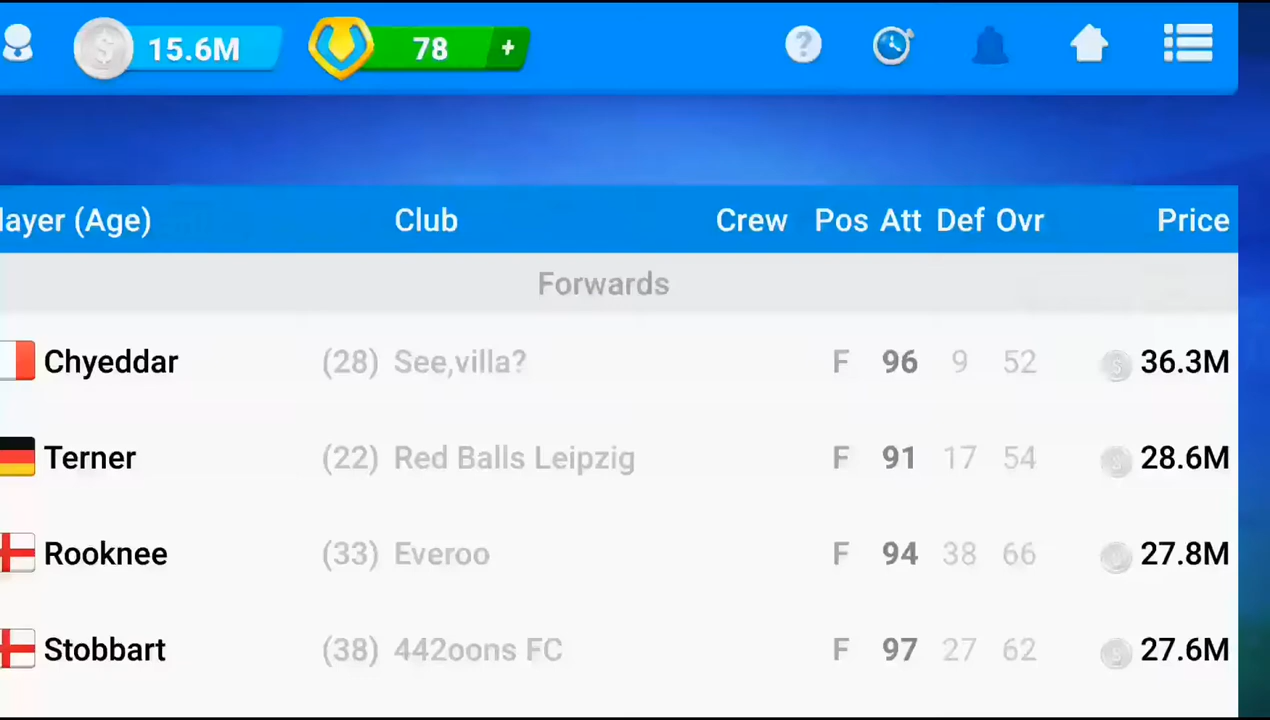 15.6M 78 +
layer (Age) Club Crew Pos Att Def Ovr Price
Forwards
Chyeddar (28) See,villa? F 96 9 52 36.3M
Terner (22) Red Balls Leipzig F 91 17 54 28.6M
Rooknee (33) Everoo F 94 38 66 27.8M
Stobbart (38) 442oons FC F 97 27 62 27.6M